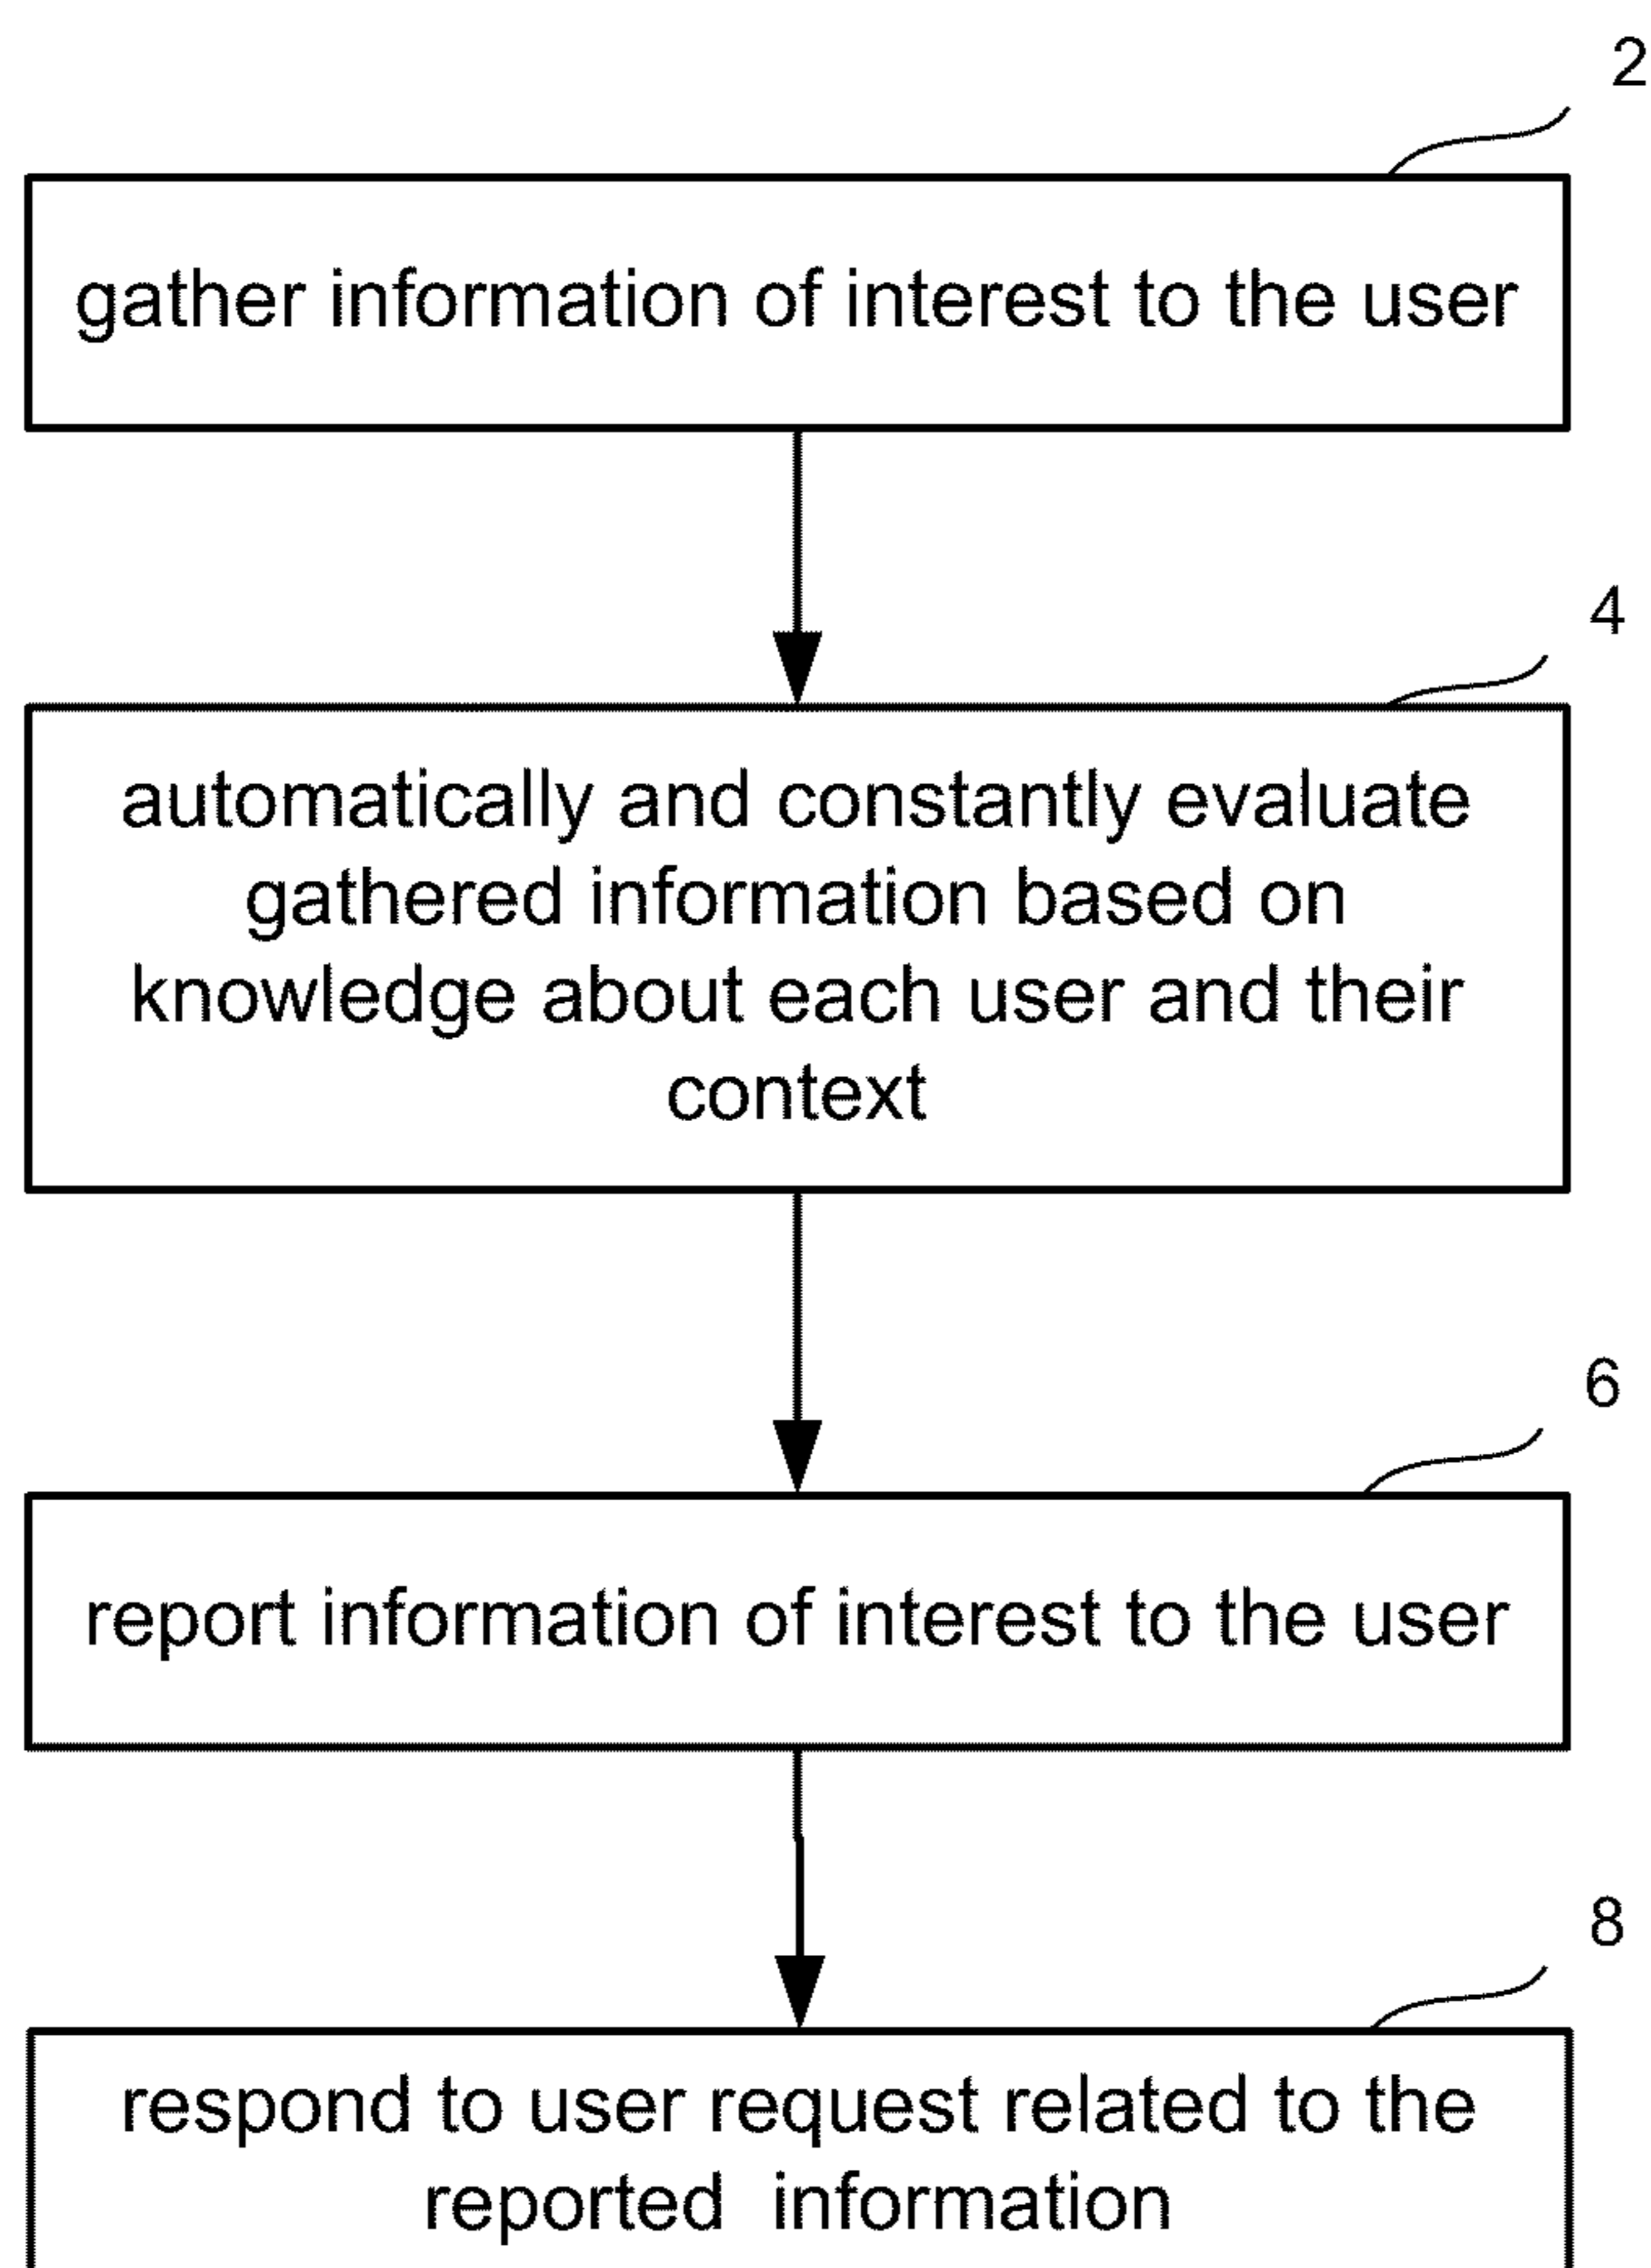 2
gather information of interest to the user
4
automatically and constantly evaluate
gathered information based on
knowledge about each user and their
context
6
report information of interest to the user
8
respond to user request related to the
reported information